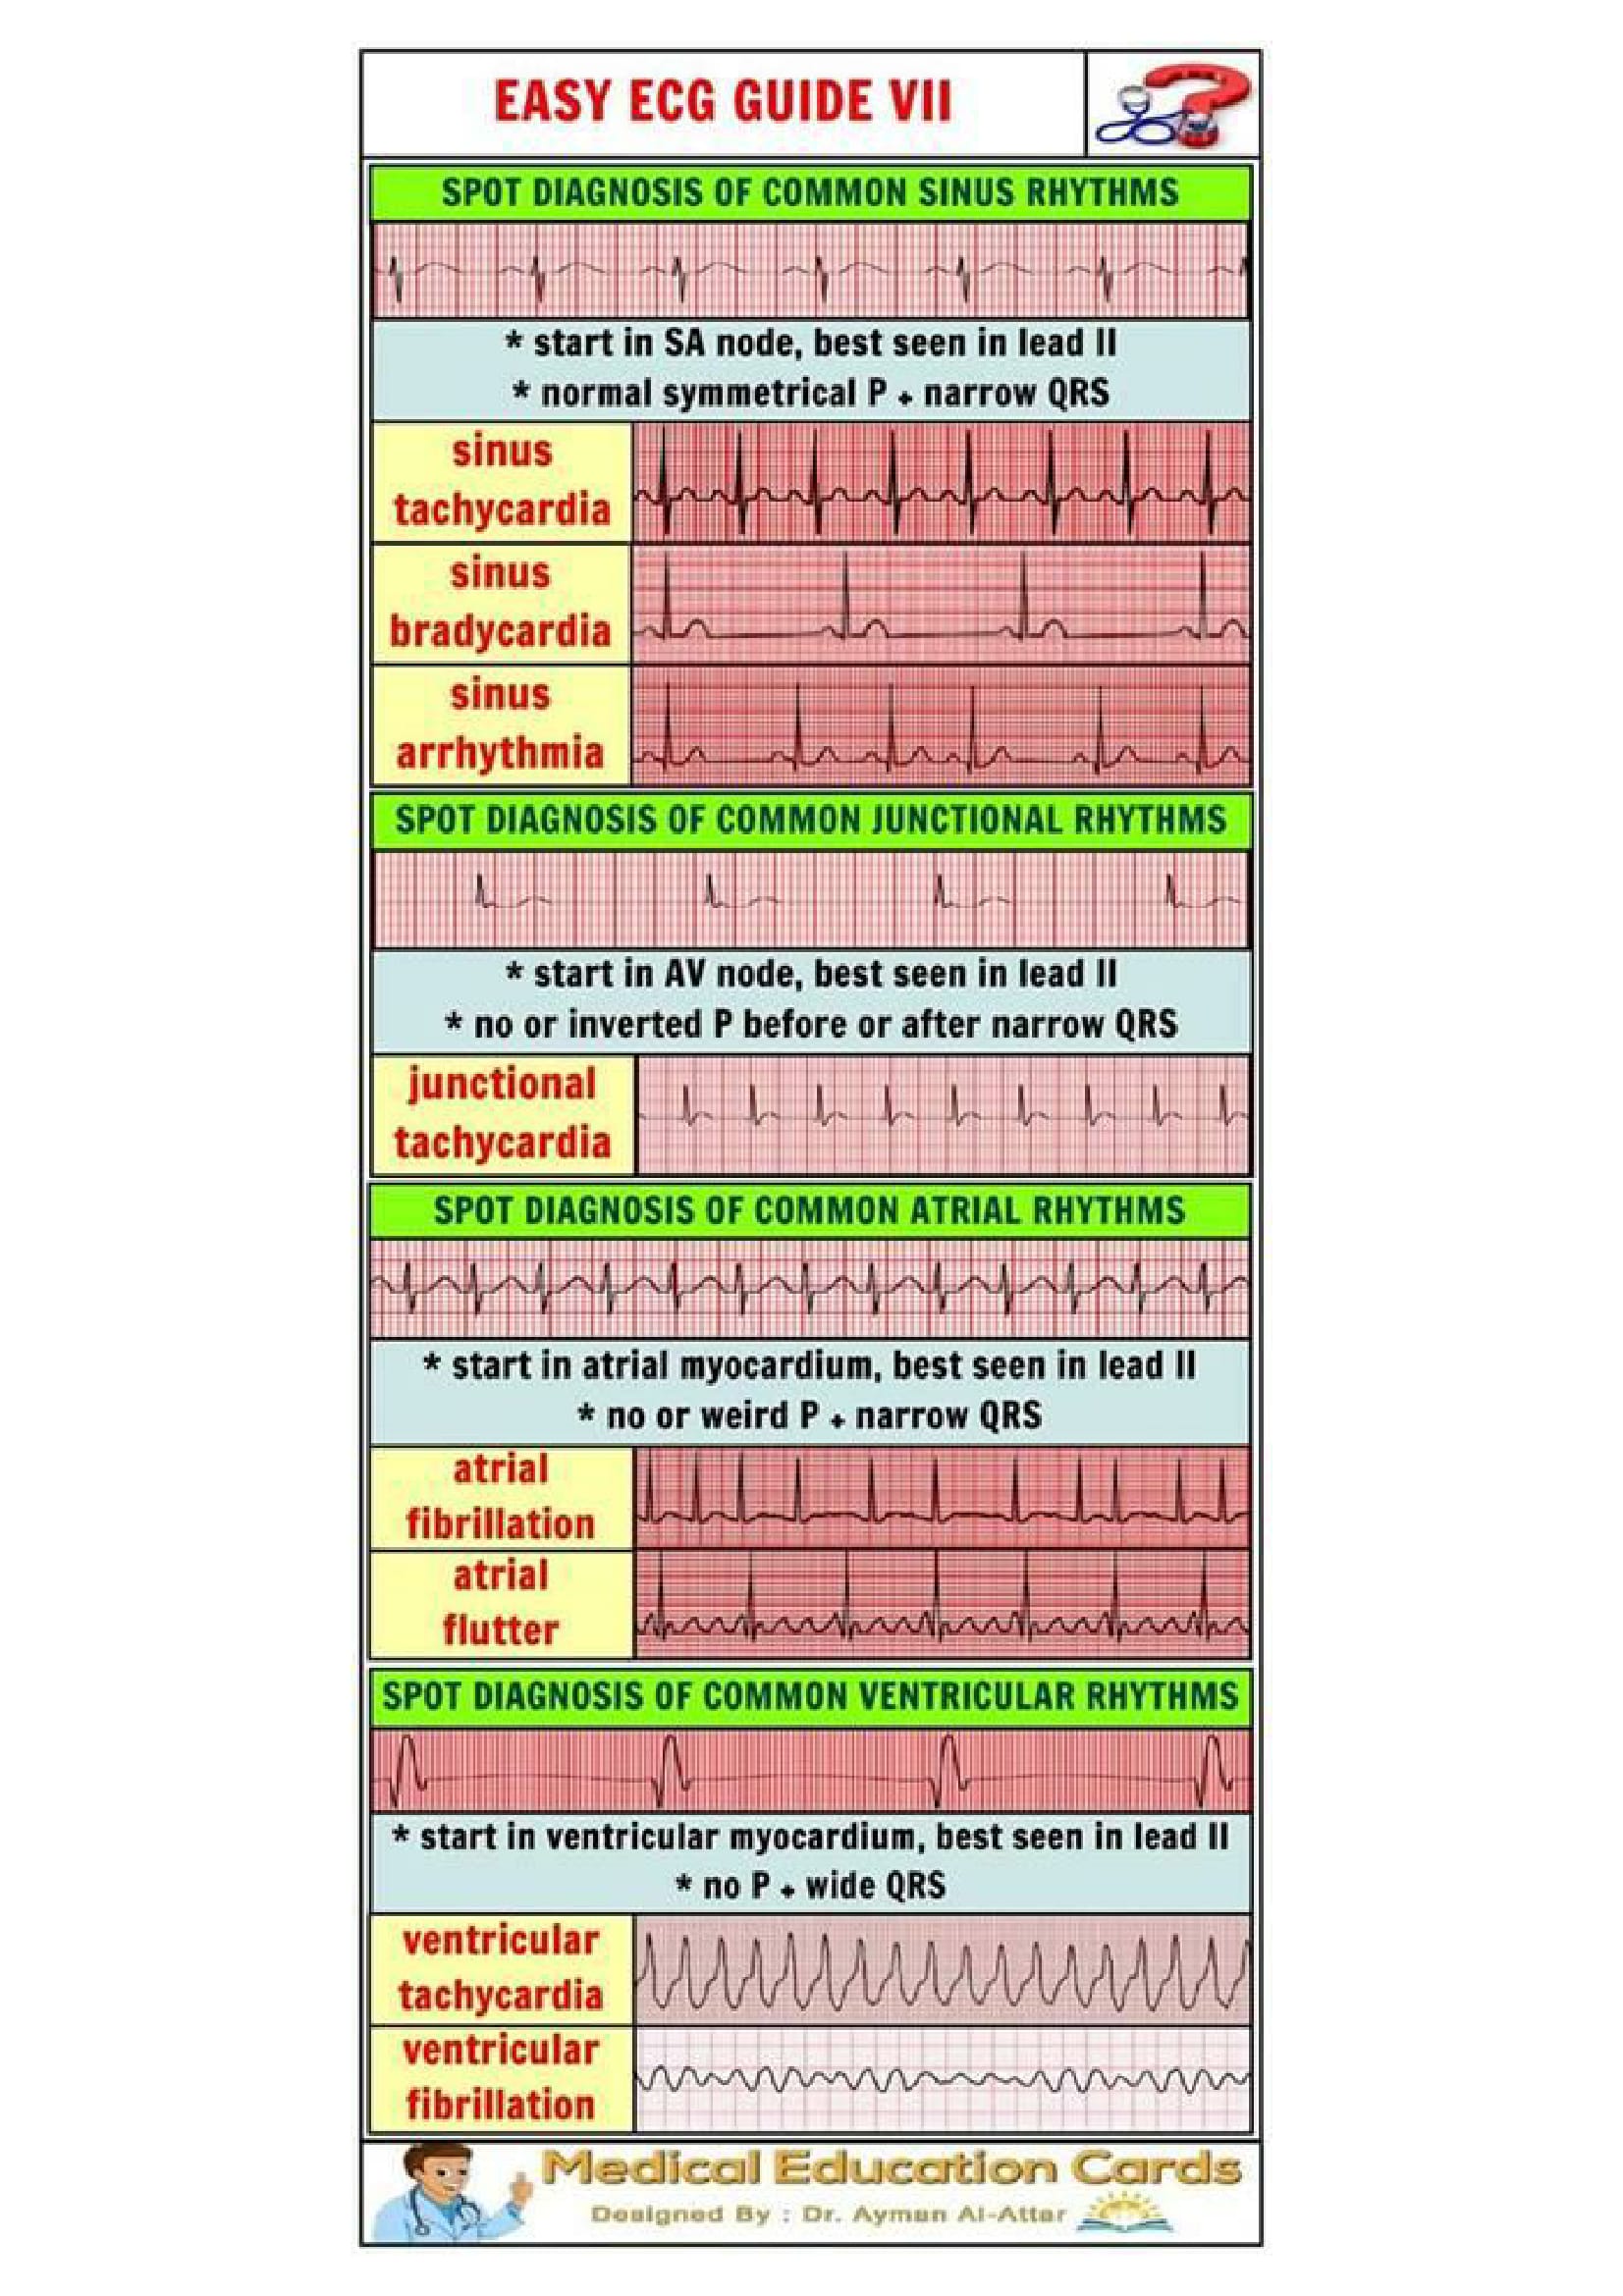 EASY ECG GUIDE VII
SPOT DIAGNOSIS OF COMMON SINUS RHYTHMS
* start in SA node, best seen in lead II
* normal symmetrical P + narrow QRS
sinus
tachycardia
sinus
bradycardia
sinus
arrhythmia
SPOT DIAGNOSIS OF COMMON JUNCTIONAL RHYTHMS
* start in AV node, best seen in lead II
* no or inverted P before or after narrow QRS
junctional
tachycardia
SPOT DIAGNOSIS OF COMMON ATRIAL RHYTHMS
* start in atrial myocardium, best seen in lead II
* no or weird P + narrow QRS
atrial
fibrillation
atrial
flutter
SPOT DIAGNOSIS OF COMMON VENTRICULAR RHYTHMS
* start in ventricular myocardium, best seen in lead II
* no P + wide QRS
ventricular
tachycardia
ventricular
fibrillation
Medical Education Cards
Designed By : Dr. Ayman Al-Attar